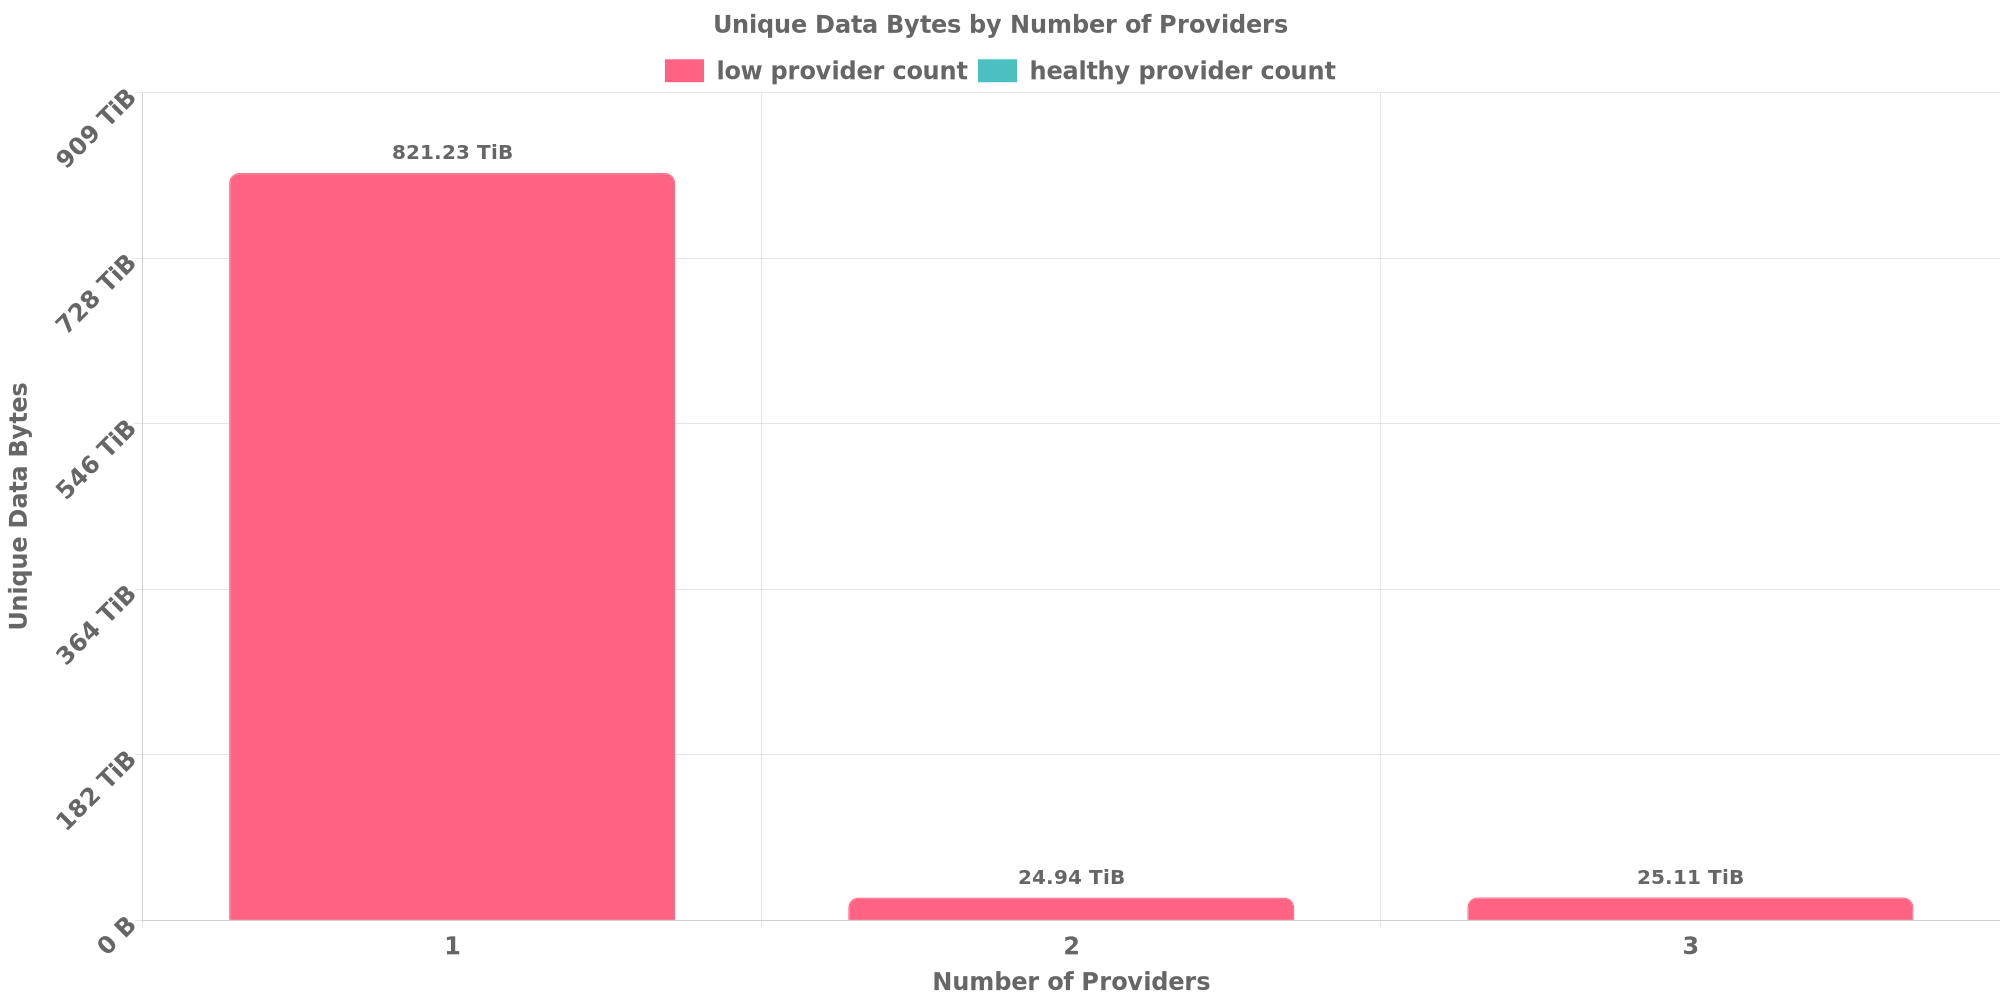 Unique Data Bytes by Number of Providers
low provider count healthy provider count
909 TiB
728 TiB
546 TiB
364 TiB
182 TiB
0 B
Unique Data Bytes
821.23 TiB
24.94 TiB
25.11 TiB
1 2 3
Number of Providers